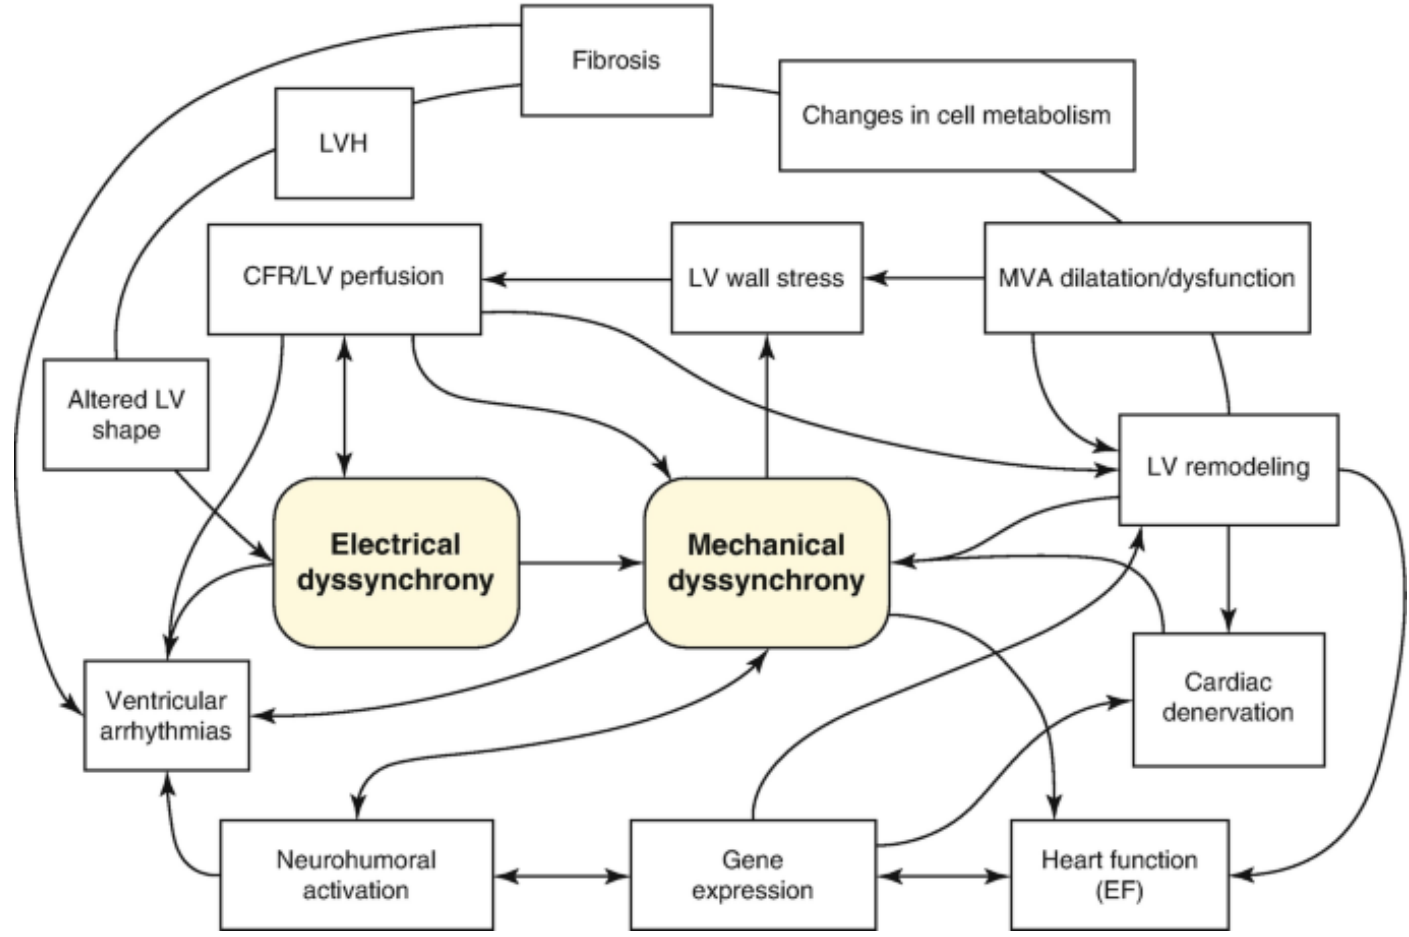 Fibrosis
Changes in cell metabolism
LVH
CFR/LV perfusion
LV wall stress
MVA dilatation/dysfunction
Altered LV
shape
LV remodeling
Electrical
dyssynchrony
Mechanical
dyssynchrony
Ventricular
arrhythmias
Cardiac
denervation
Neurohumoral
activation
Gene
expression
Heart function
(EF)